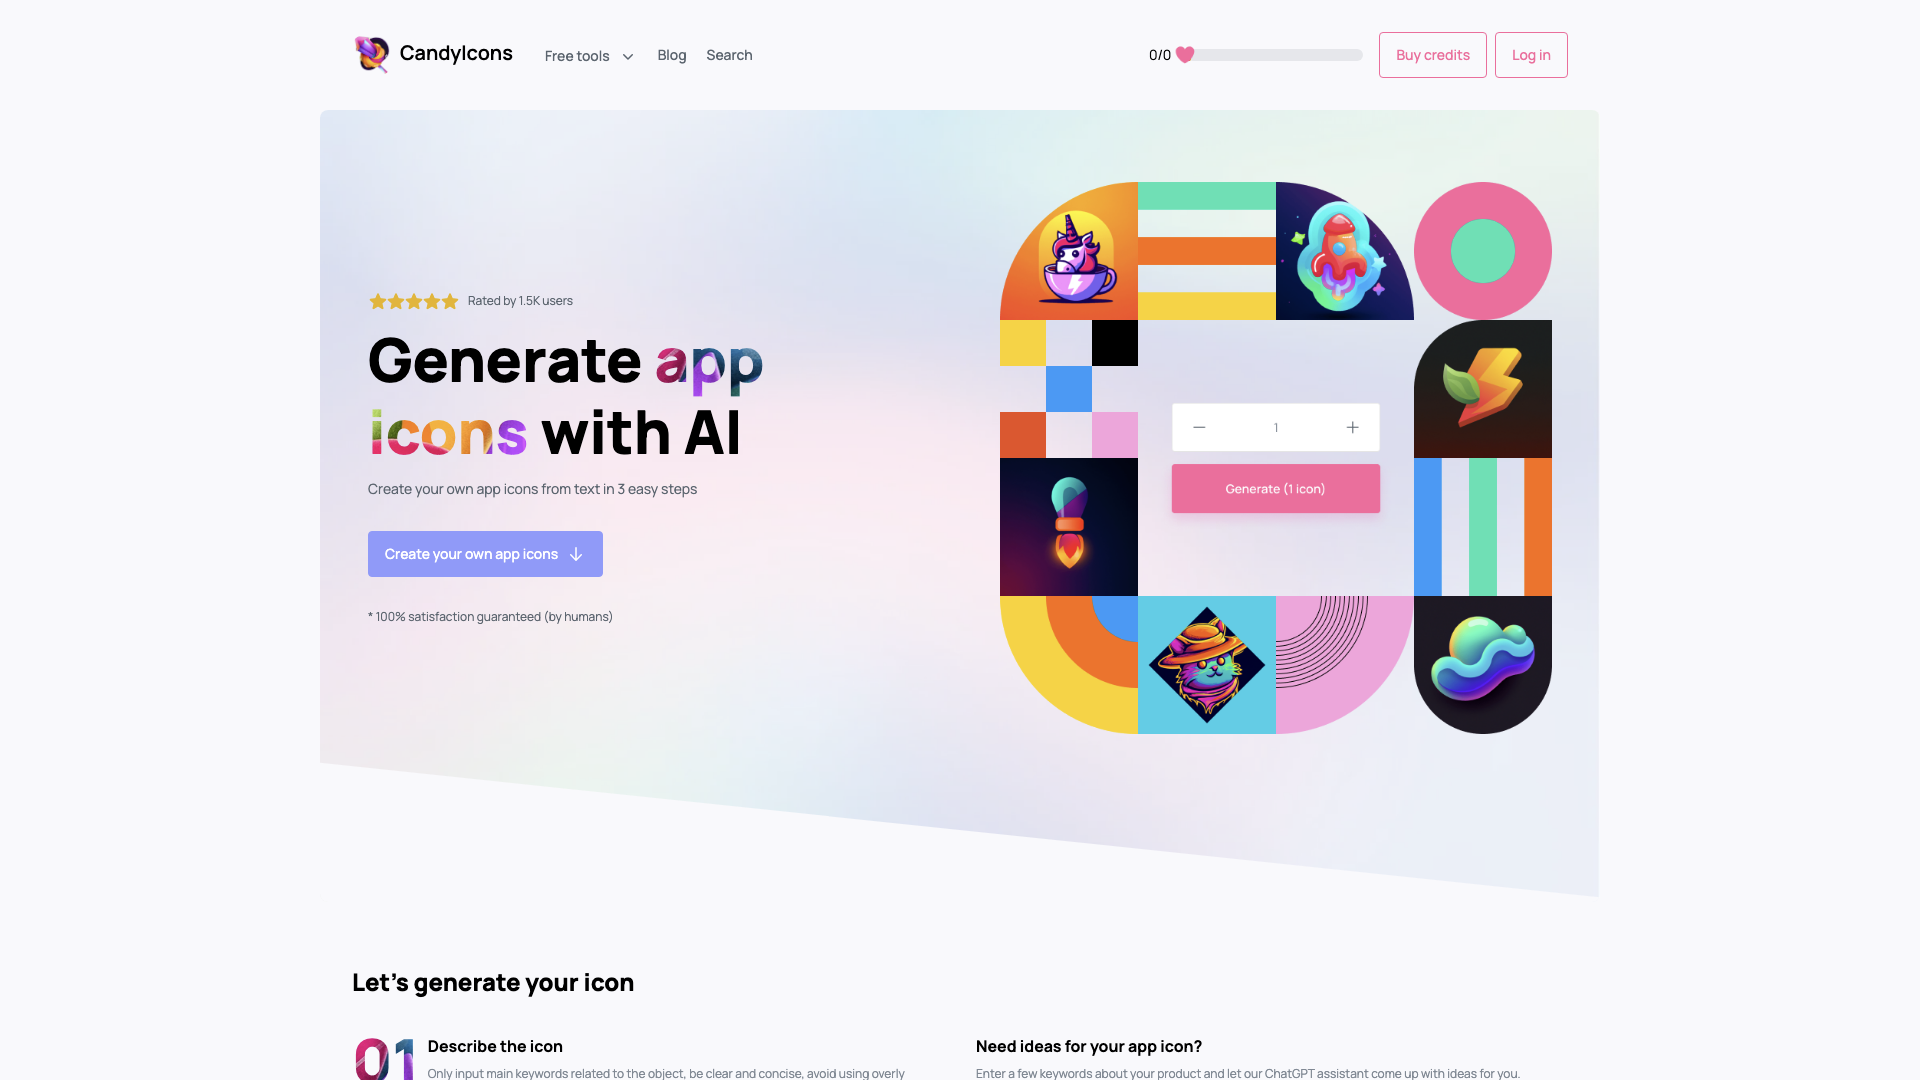 CandyIcons
Free tools
Blog
Search
0/0
Buy credits
Log in
Rated by 1.5K users
Generate app
icons with AI
Create your own app icons from text in 3 easy steps
Create your own app icons
* 100% satisfaction guaranteed (by humans)
1
Generate (1 icon)
Let's generate your icon
01
Describe the icon
Only input main keywords related to the object, be clear and concise, avoid using overly
Need ideas for your app icon?
Enter a few keywords about your product and let our ChatGPT assistant come up with ideas for you.